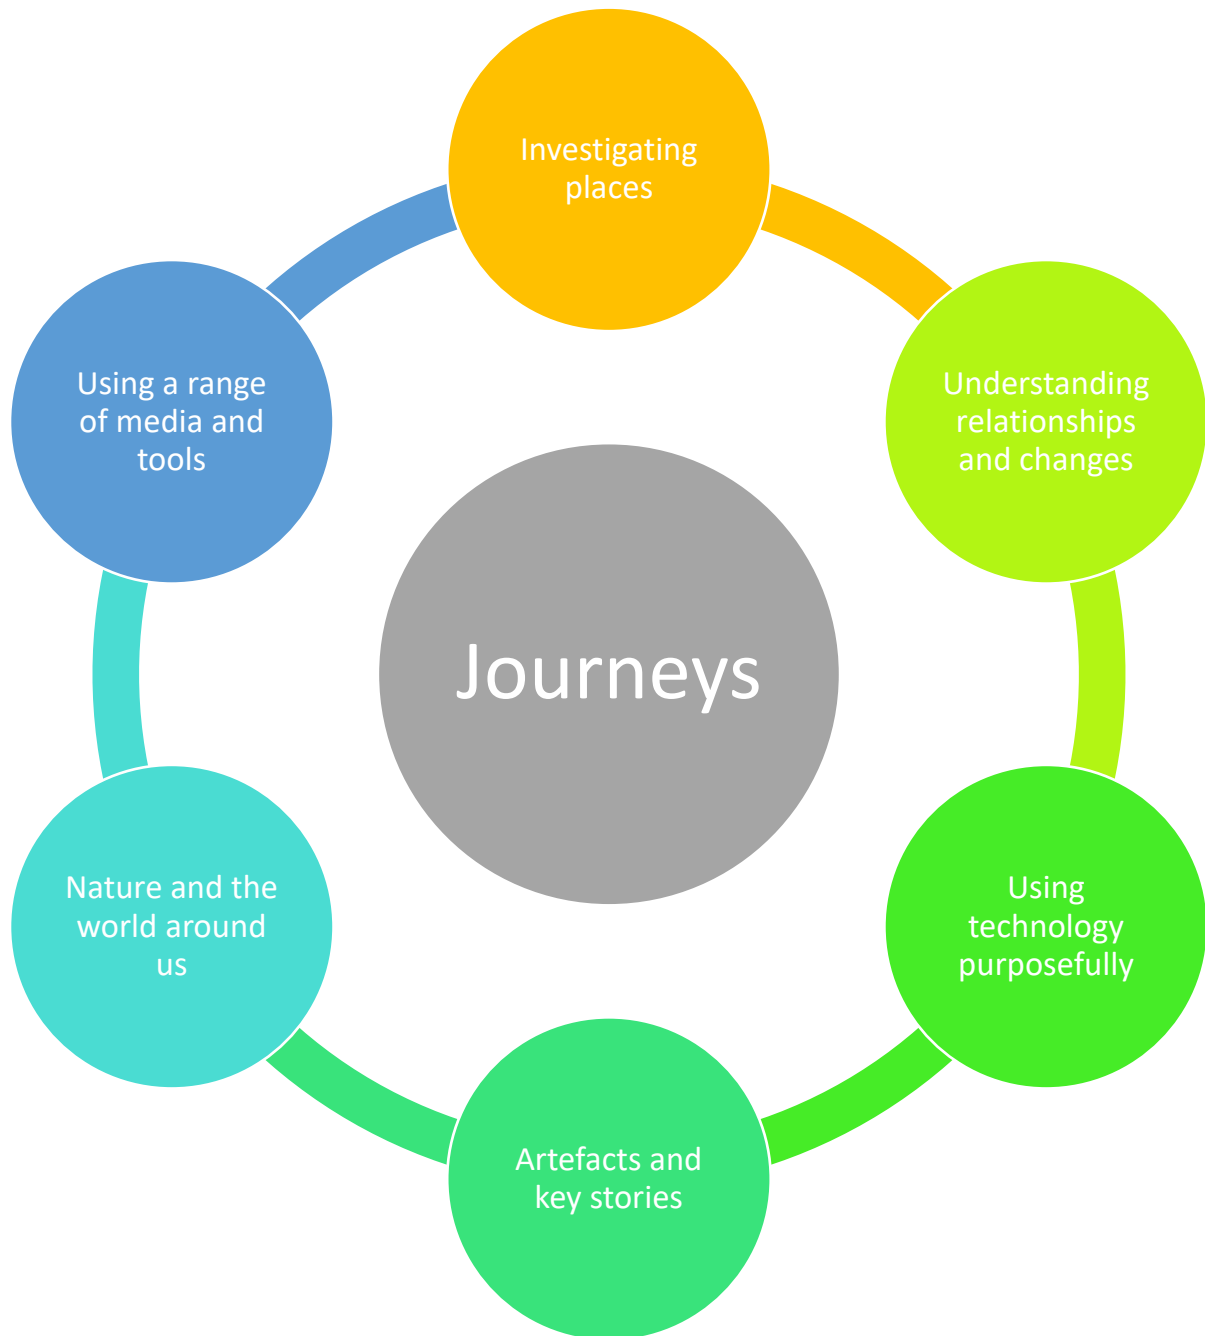 Investigating
places
Understanding
relationships
and changes
Using
technology
purposefully
Artefacts and
key stories
Nature and the
world around
us
Using a range
of media and
tools
Journeys